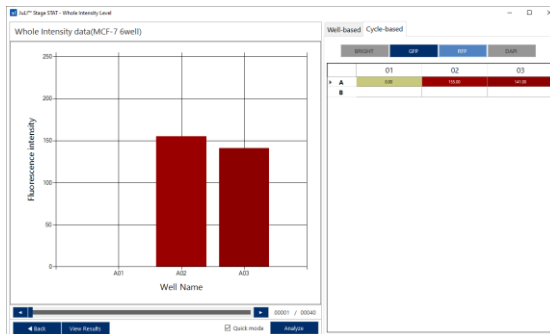 JuLI™ Stage STAT - Whole Intensity Level
Whole Intensity data(MCF-7 6well)
Well-based Cycle-based
BRIGHT GFP RFP DAPI
01 02 03
A 0.00 155.00 141.00
B
Fluorescence intensity
250
200
150
100
50
0
A01 A02 A03
Well Name
00001 / 00040
Back View Results Quick mode Analyze